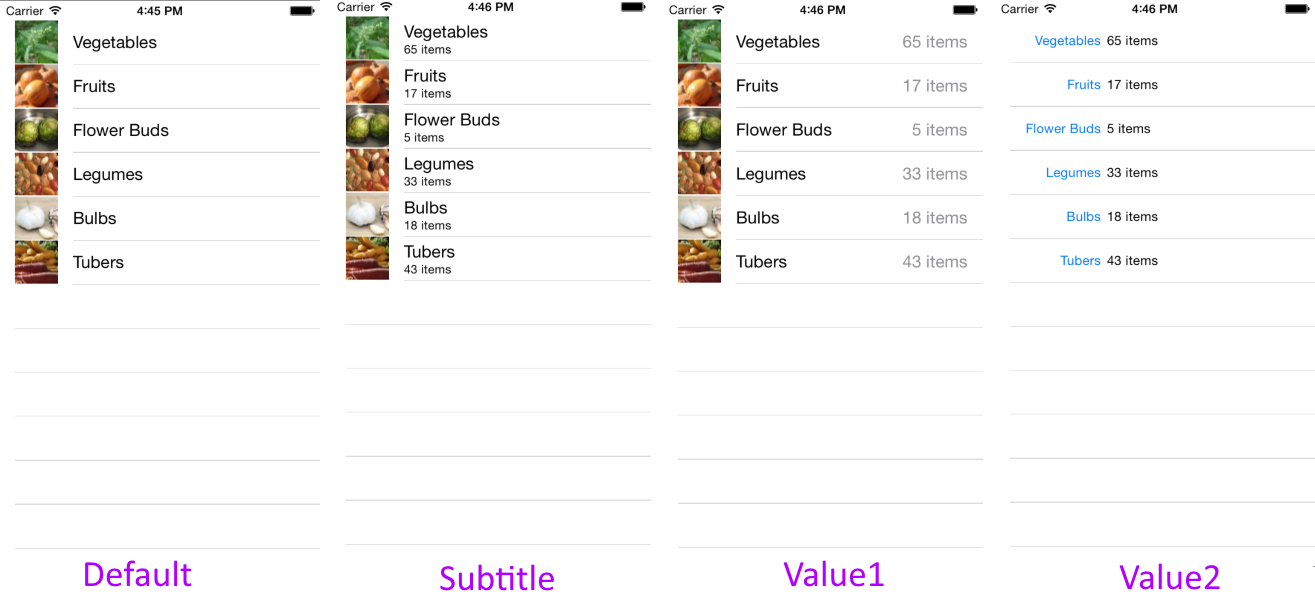 Carrier 4:45 PM
Vegetables
Fruits
Flower Buds
Legumes
Bulbs
Tubers
Default
Carrier 4:46 PM
Vegetables
65 items
Fruits
17 items
Flower Buds
5 items
Legumes
33 items
Bulbs
18 items
Tubers
43 items
Subtitle
Carrier 4:46 PM
Vegetables 65 items
Fruits 17 items
Flower Buds 5 items
Legumes 33 items
Bulbs 18 items
Tubers 43 items
Value1
Carrier 4:46 PM
Vegetables 65 items
Fruits 17 items
Flower Buds 5 items
Legumes 33 items
Bulbs 18 items
Tubers 43 items
Value2